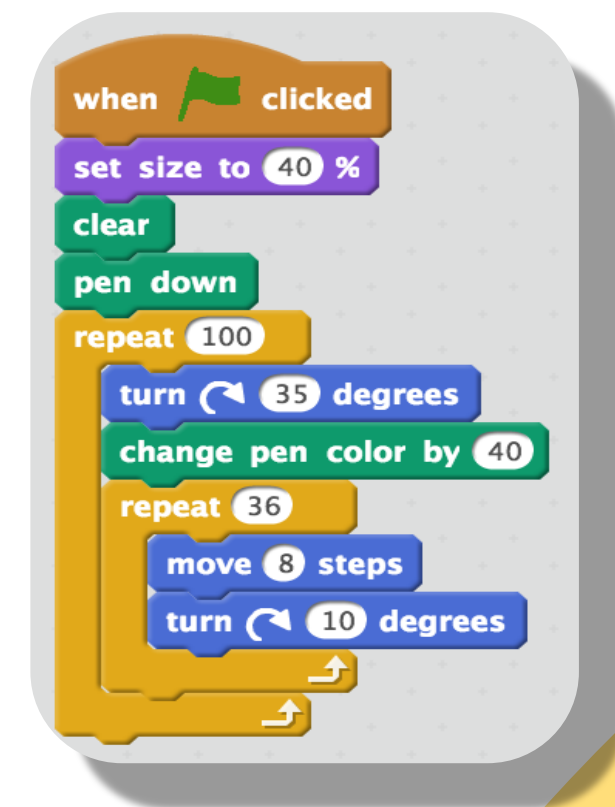 when clicked
set size to 40 %
clear
pen down
repeat 100
turn 35 degrees
change pen color by 40
repeat 36
move 8 steps
turn 10 degrees